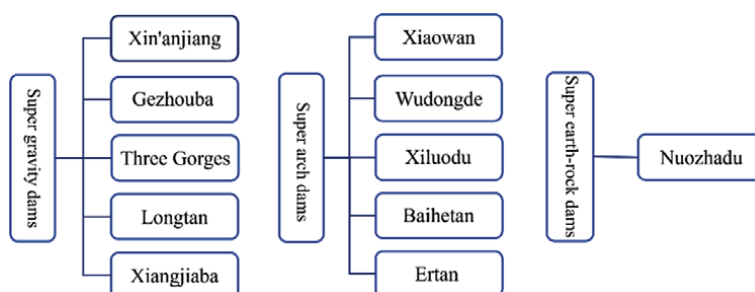 Super gravity dams
Xin'anjiang
Gezhouba
Three Gorges
Longtan
Xiangjiaba
Super arch dams
Xiaowan
Wudongde
Xiluodu
Baihetan
Ertan
Super earth-rock dams
Nuozhadu